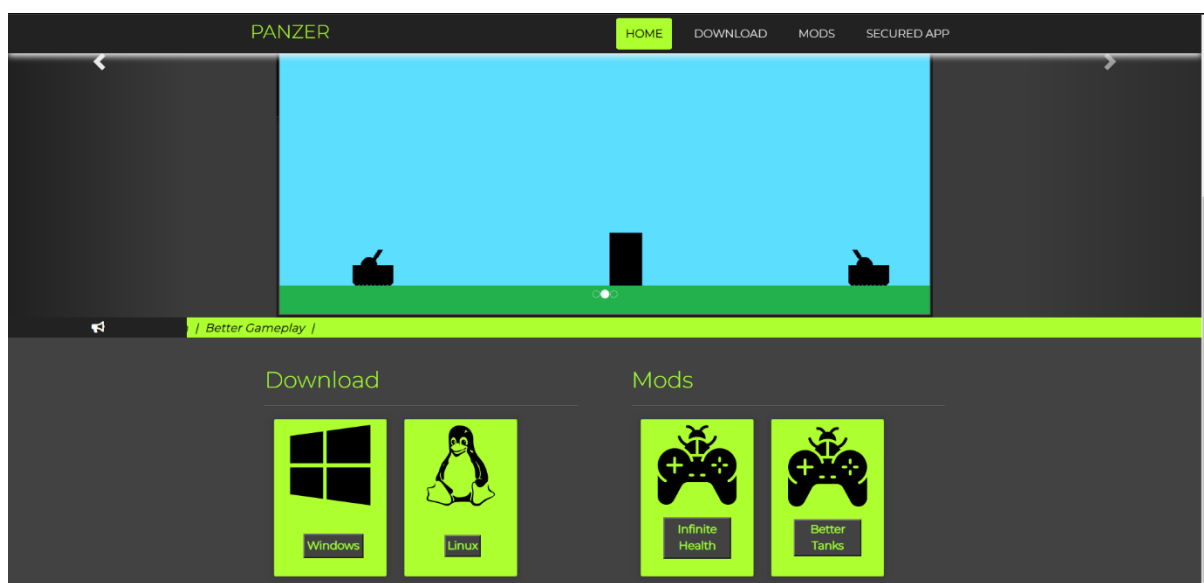 PANZER
HOME DOWNLOAD MODS SECURED APP
| Better Gameplay |
Download
Mods
Windows
Linux
Infinite
Health
Better
Tanks